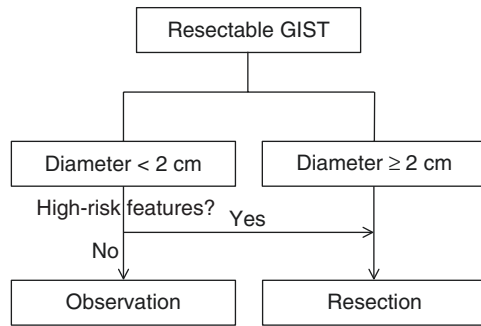 Resectable GIST
Diameter < 2 cm
Diameter ≥ 2 cm
High-risk features?
Yes
No
Observation
Resection